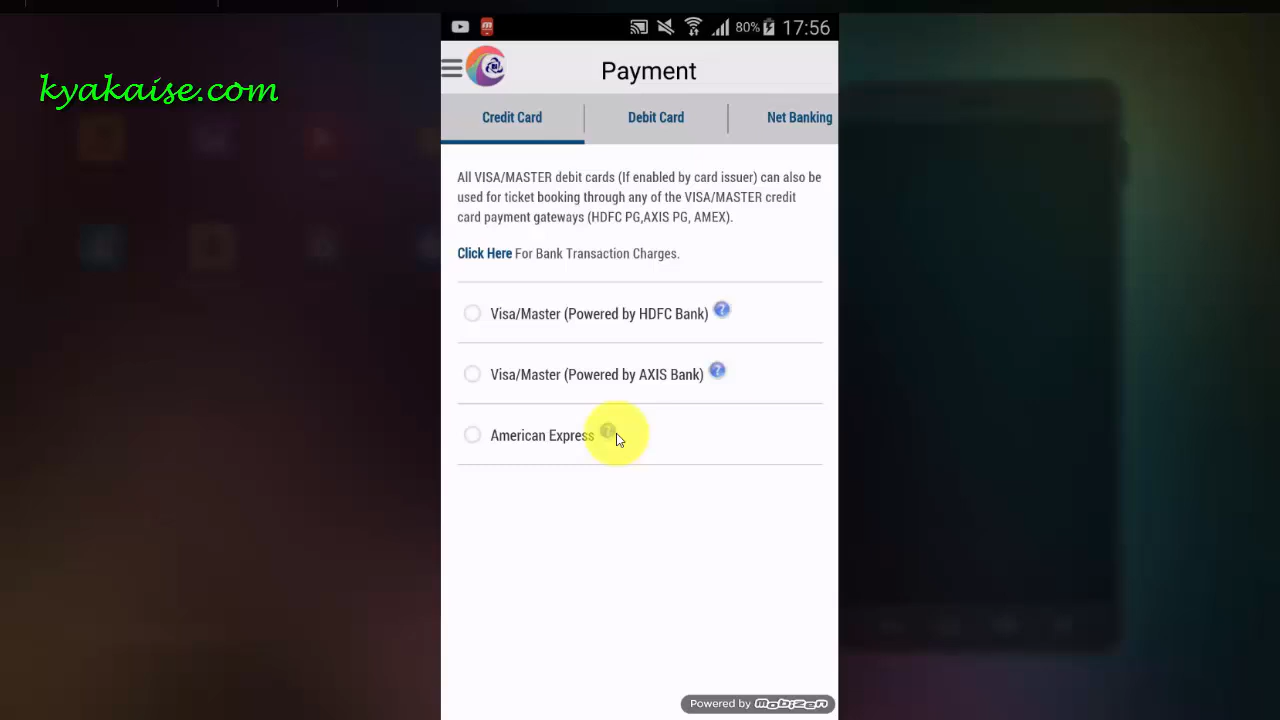 80% 17:56
kyakaise.com
Payment
Credit Card Debit Card Net Banking
All VISA/MASTER debit cards (If enabled by card issuer) can also be
used for ticket booking through any of the VISA/MASTER credit
card payment gateways (HDFC PG,AXIS PG, AMEX).
Click Here For Bank Transaction Charges.
Visa/Master (Powered by HDFC Bank) ?
Visa/Master (Powered by AXIS Bank) ?
American Express ?
Powered by mobizen